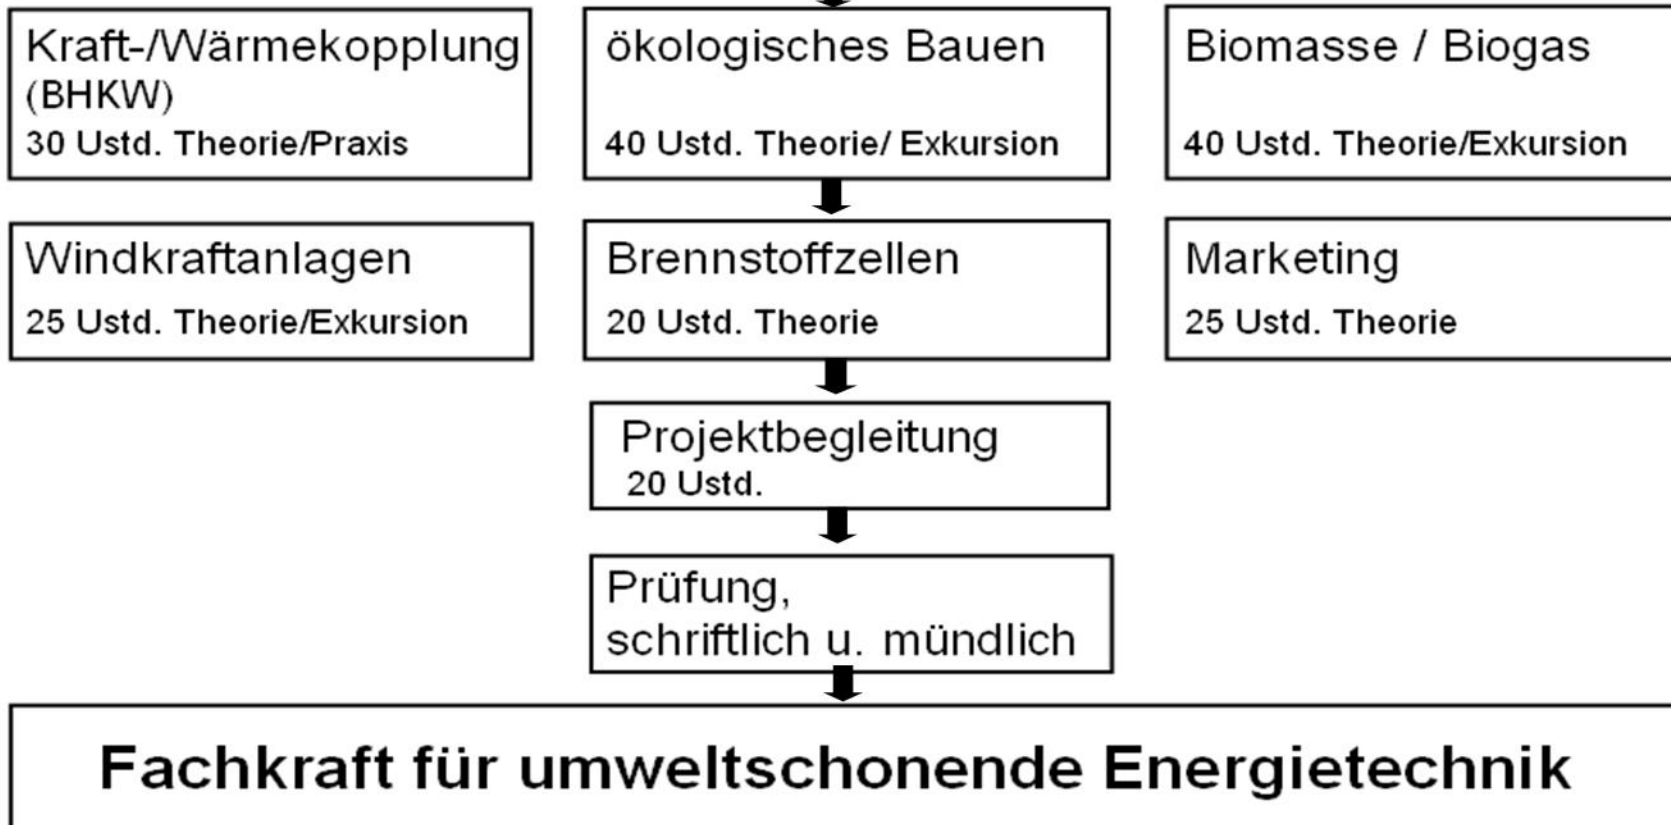 Kraft-/Wärmekopplung
(BHKW)
30 Ustd. Theorie/Praxis
ökologisches Bauen
40 Ustd. Theorie/ Exkursion
Biomasse / Biogas
40 Ustd. Theorie/Exkursion
Windkraftanlagen
25 Ustd. Theorie/Exkursion
Brennstoffzellen
20 Ustd. Theorie
Marketing
25 Ustd. Theorie
Projektbegleitung
20 Ustd.
Prüfung,
schriftlich u. mündlich
Fachkraft für umweltschonende Energietechnik